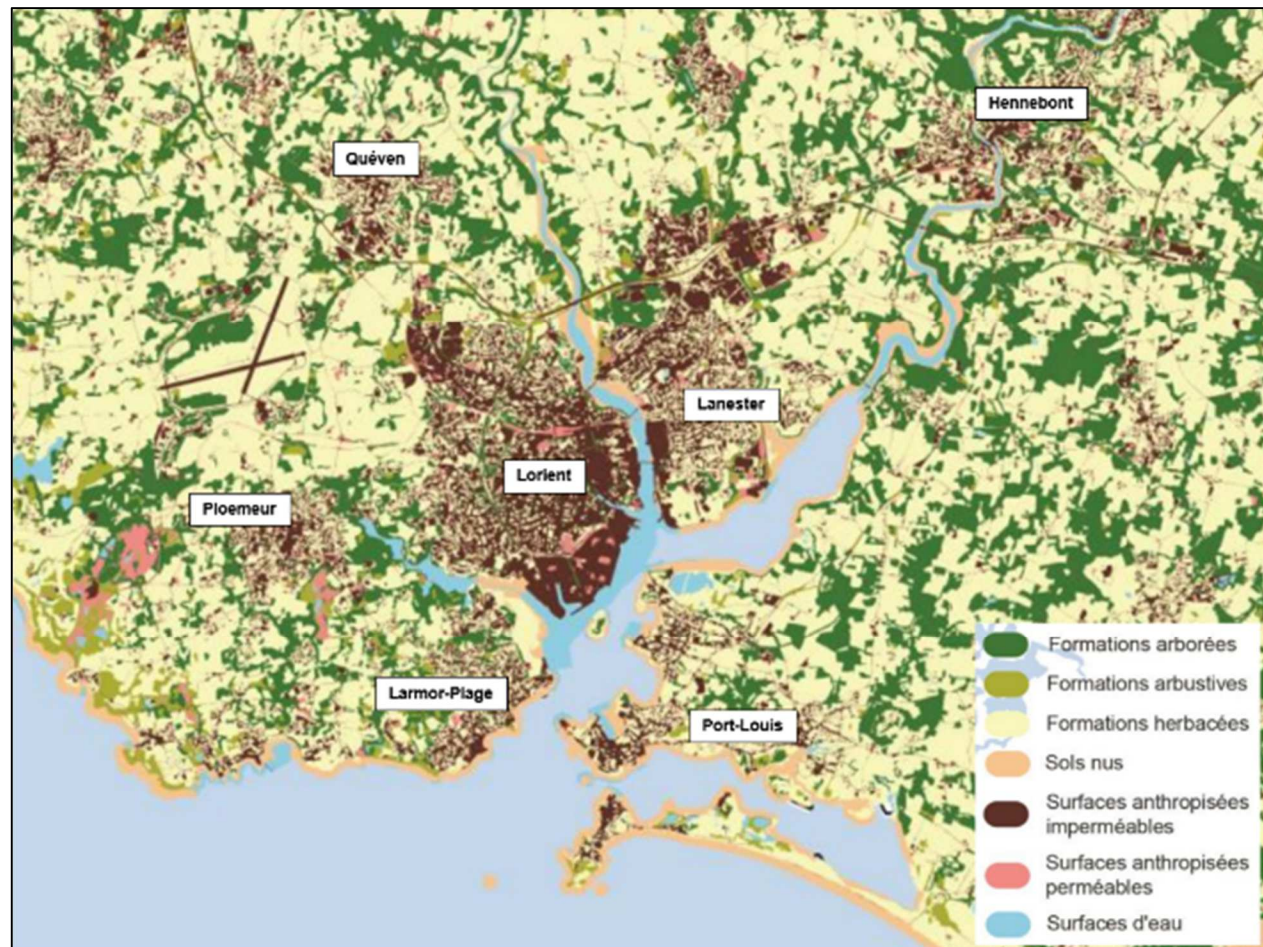 Hennebont
Quéven
Lanester
Lorient
Ploemeur
Larmor-Plage
Port-Louis
Formations arborées
Formations arbustives
Formations herbacées
Sols nus
Surfaces anthropisées
imperméables
Surfaces anthropisées
perméables
Surfaces d'eau